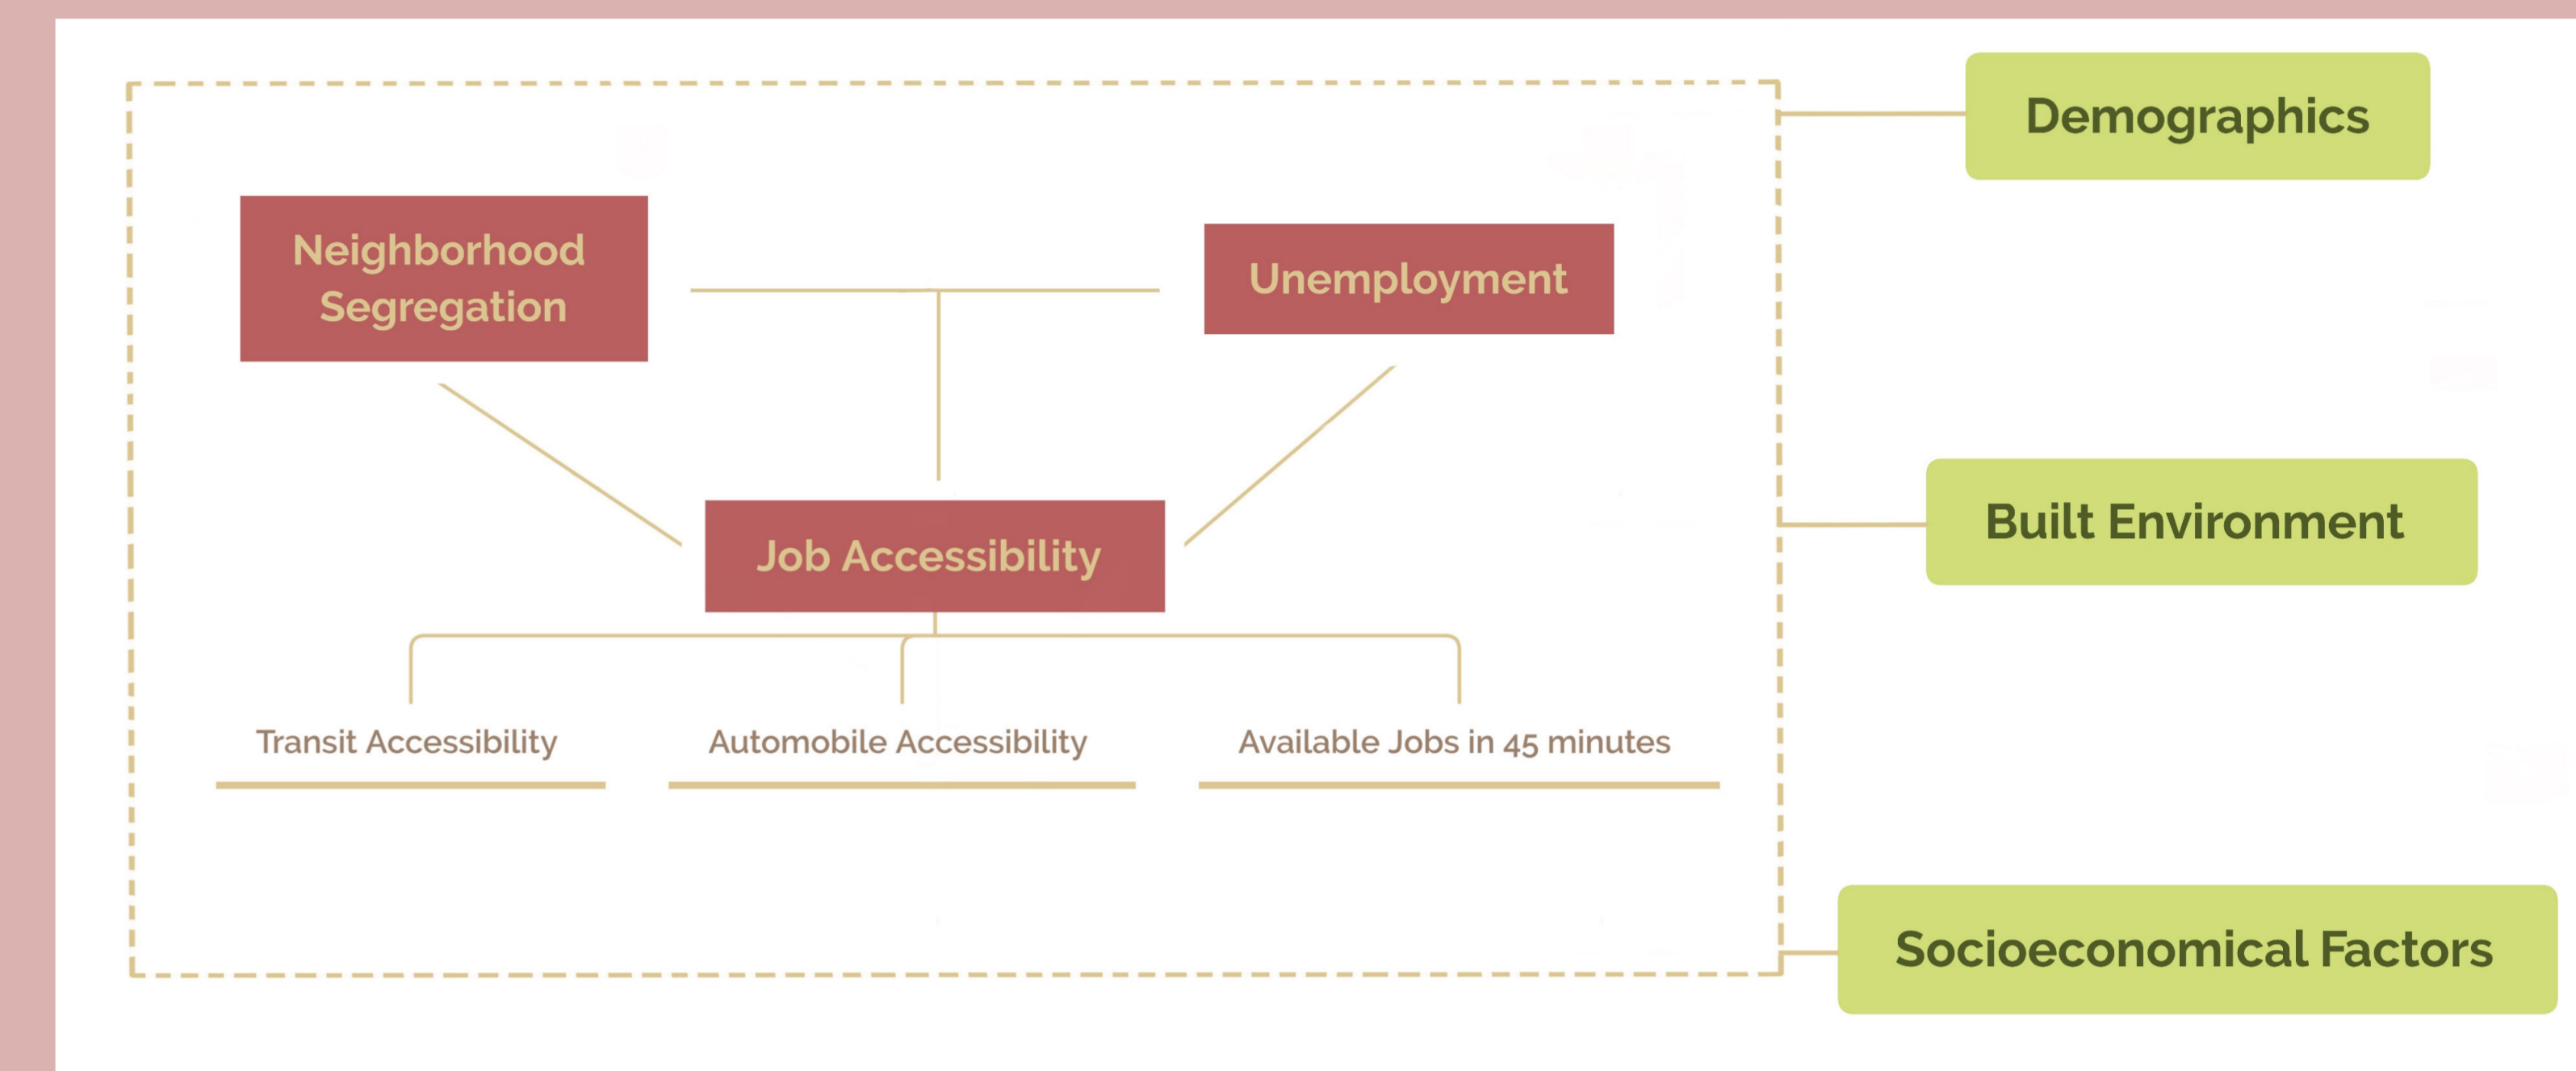 Demographics
Neighborhood
Segregation
Unemployment
Built Environment
Job Accessibility
Transit Accessibility
Automobile Accessibility
Available Jobs in 45 minutes
Socioeconomical Factors